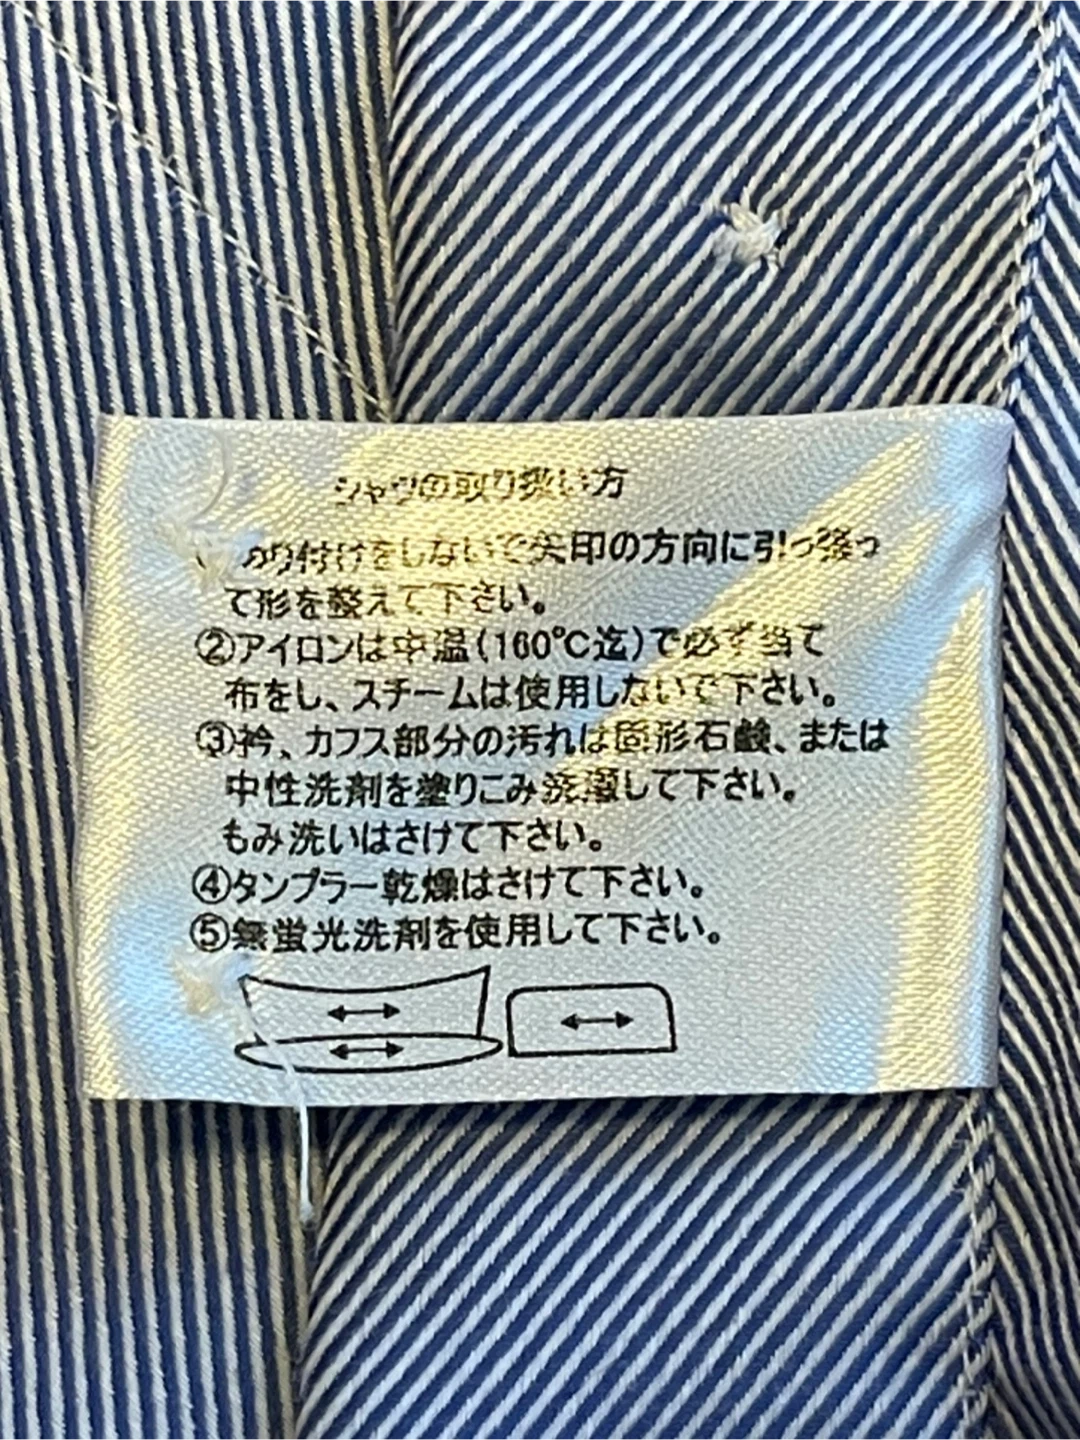 シャツの取り扱い方
のり付けをしないで矢印の方向に引っ張っ
て形を整えて下さい。
②アイロンは中温(160℃迄)で必ず当て
布をし、スチームは使用しないで下さい。
③衿、カフス部分の汚れは固形石鹸、または
中性洗剤を塗りこみ洗濯して下さい。
もみ洗いはさけて下さい。
④タンブラー乾燥はさけて下さい。
⑤無蛍光洗剤を使用して下さい。